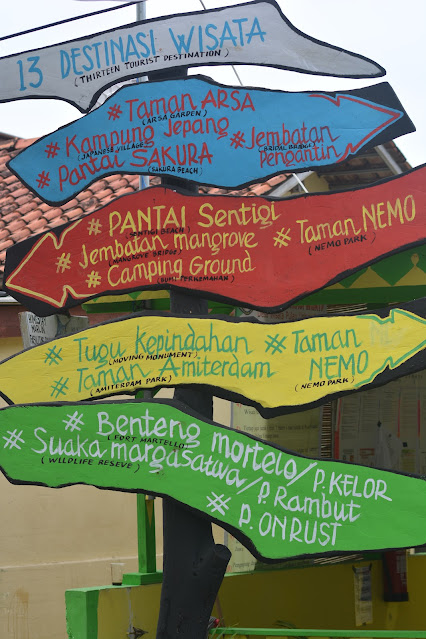 13 DESTINASI WISATA
(THIRTEEN TOURIST DESTINATION)
#Taman ARSA
(ARSA GARDEN)
#Kampung Jepang
(JAPANESE VILLAGE)
#Jembatan Pengantin
(BRIDAL BRIDGE)
#Pantai SAKURA
(SAKURA BEACH)
#PANTAI Sentigi
(SENTIGI BEACH)
#Jembatan mangrove
(MANGROVE BRIDGE)
#Taman NEMO
(NEMO PARK)
#Camping Ground
(BUMI PERKEMAHAN)
#Tugu Kepindahan
(MOVING MONUMENT)
#Taman NEMO
(NEMO PARK)
#Taman Amiterdam
(AMITERDAM PARK)
#Benteng mortelo/P.KELOR
(FORT MARTELLO)
#Suaka margasatwa/P.Rambut
(WILDLIFE RESEVE)
#P.ONRUST